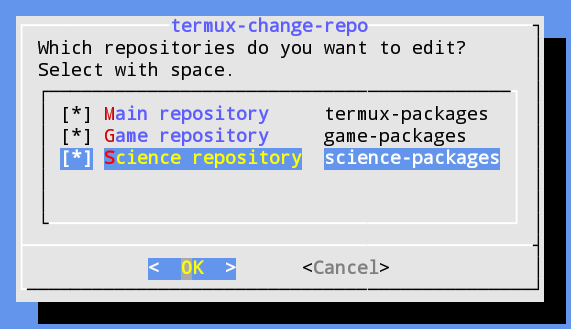 termux-change-repo
Which repositories do you want to edit?
Select with space.
[*] Main repository termux-packages
[*] Game repository game-packages
[*] Science repository science-packages
< OK > <Cancel>